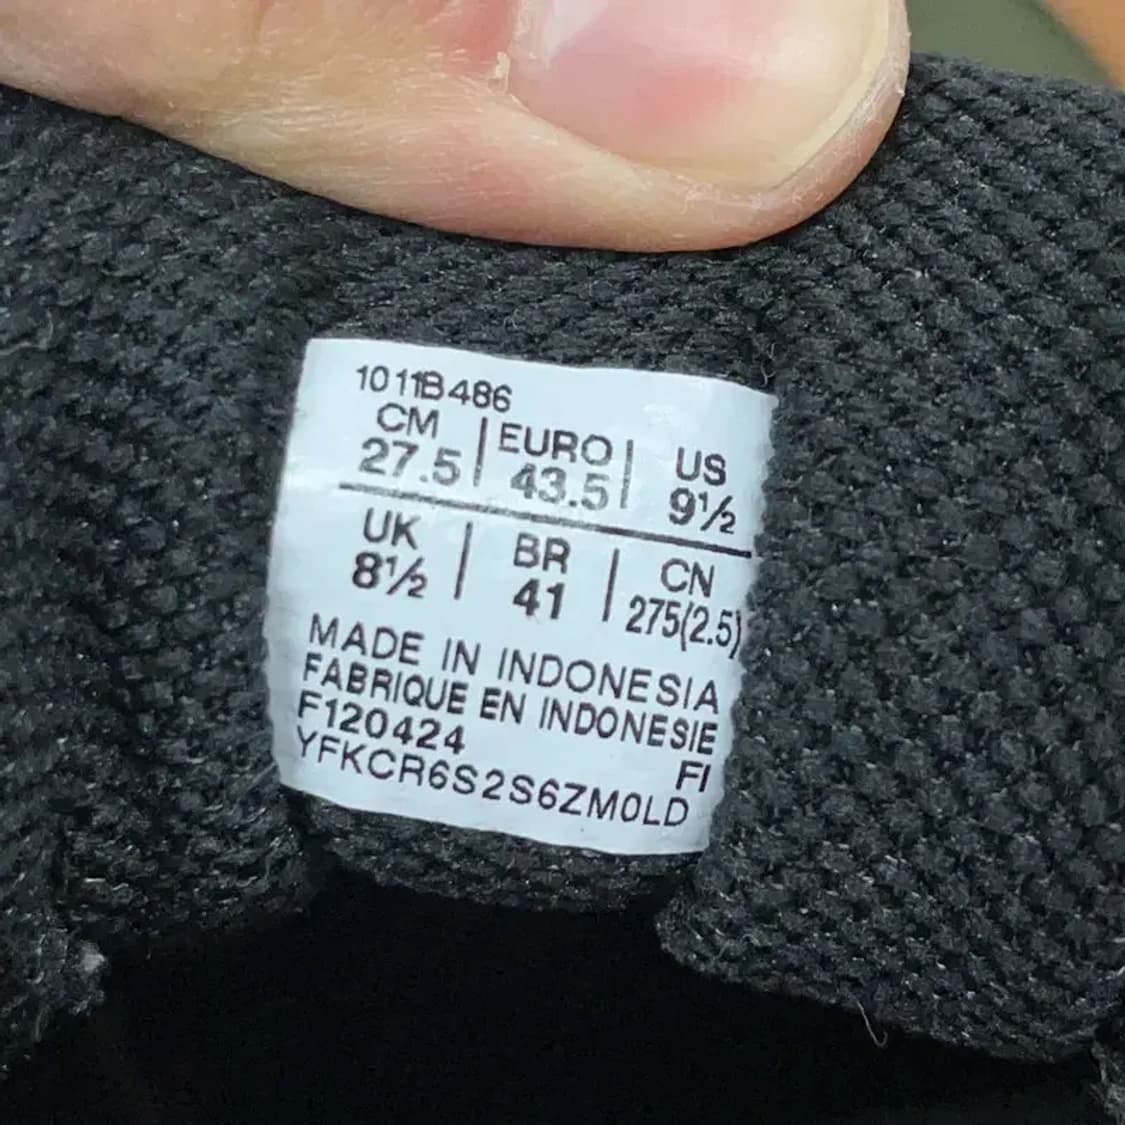 1011B486
CM | EURO | US
27.5 | 43.5 | 9½
UK | BR | CN
8½ | 41 | 275(2.5)
MADE IN INDONESIA
FABRIQUE EN INDONESIE
F120424 FI
YFKCR6S2S6ZM0LD